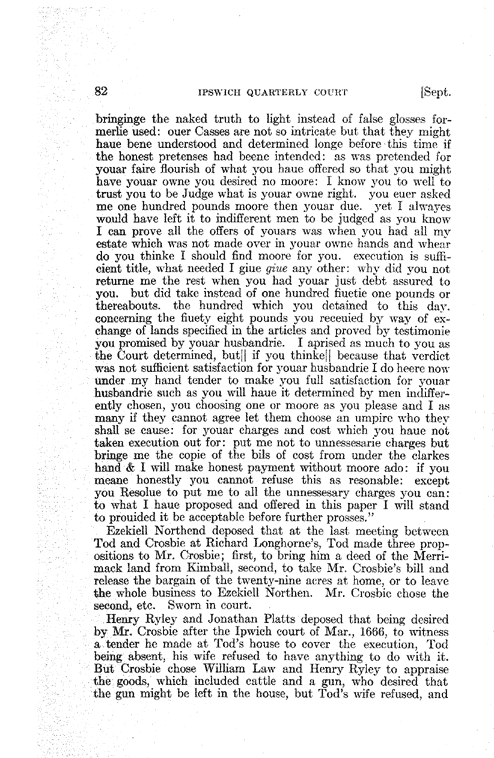 82 IPSWICH QUARTERLY COURT [Sept.
bringinge the naked truth to light instead of false glosses for-
merlie used: ouer Casses are not so intricate but that they might
haue bene understood and determined longe before this time if
the honest pretenses had beene intended: as was pretended for
youar faire flourish of what you haue offered so that you might
have youar owne you desired no moore: I know you to well to
trust you to be Judge what is youar owne right. you euer asked
me one hundred pounds moore then youar due. yet I alwayes
would have left it to indifferent men to be judged as you know
I can prove all the offers of youars was when you had all my
estate which was not made over in youar owne hands and whear
do you thinke I should find moore for you. execution is suffi-
cient title, what needed I giue giue any other: why did you not
returne me the rest when you had youar just debt assured to
you. but did take instead of one hundred fiuetie one pounds or
thereabouts. the hundred which you detained to this day.
concerning the fiuety eight pounds you receuied by way of ex-
change of lands specified in the articles and proved by testimonie
you promised by youar husbandrie. I aprised as much to you as
the Court determined, but|| if you thinke|| because that verdict
was not sufficient satisfaction for youar husbandrie I do heere now
under my hand tender to make you full satisfaction for youar
husbandrie such as you will haue it determined by men indiffer-
ently chosen, you choosing one or moore as you please and I as
many if they cannot agree let them choose an umpire who they
shall se cause: for youar charges and cost which you haue not
taken execution out for: put me not to unnessesarie charges but
bringe me the copie of the bils of cost from under the clarkes
hand & I will make honest payment without moore ado: if you
meane honestly you cannot refuse this as resonable: except
you Resolue to put me to all the unnessesary charges you can:
to what I haue proposed and offered in this paper I will stand
to prouided it be acceptable before further prosses."
Ezekiell Northend deposed that at the last meeting between
Tod and Crosbie at Richard Longhorne's, Tod made three prop-
ositions to Mr. Crosbie; first, to bring him a deed of the Merri-
mack land from Kimball, second, to take Mr. Crosbie's bill and
release the bargain of the twenty-nine acres at home, or to leave
the whole business to Ezekiell Northen. Mr. Crosbie chose the
second, etc. Sworn in court.
Henry Ryley and Jonathan Platts deposed that being desired
by Mr. Crosbie after the Ipwich court of Mar., 1666, to witness
a tender he made at Tod's house to cover the execution, Tod
being absent, his wife refused to have anything to do with it.
But Crosbie chose William Law and Henry Ryley to appraise
the goods, which included cattle and a gun, who desired that
the gun might be left in the house, but Tod's wife refused, and